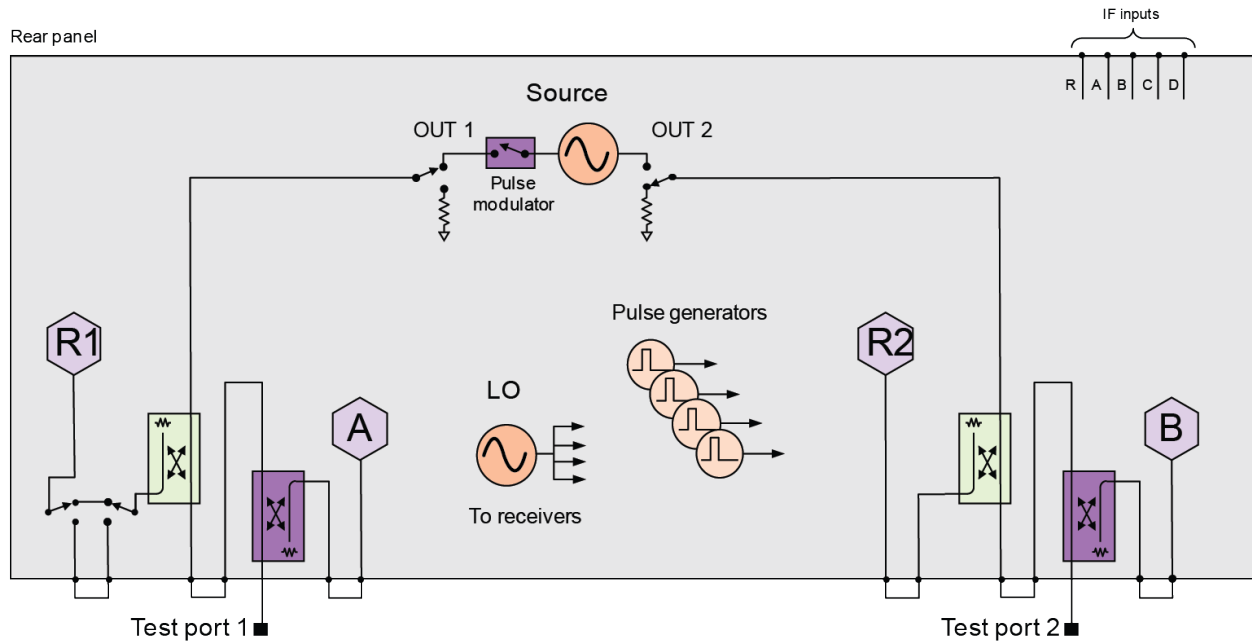 IF inputs
Rear panel
R A B C D
Source
OUT 1
OUT 2
Pulse
modulator
Pulse generators
R1
R2
LO
A
B
To receivers
Test port 1
Test port 2